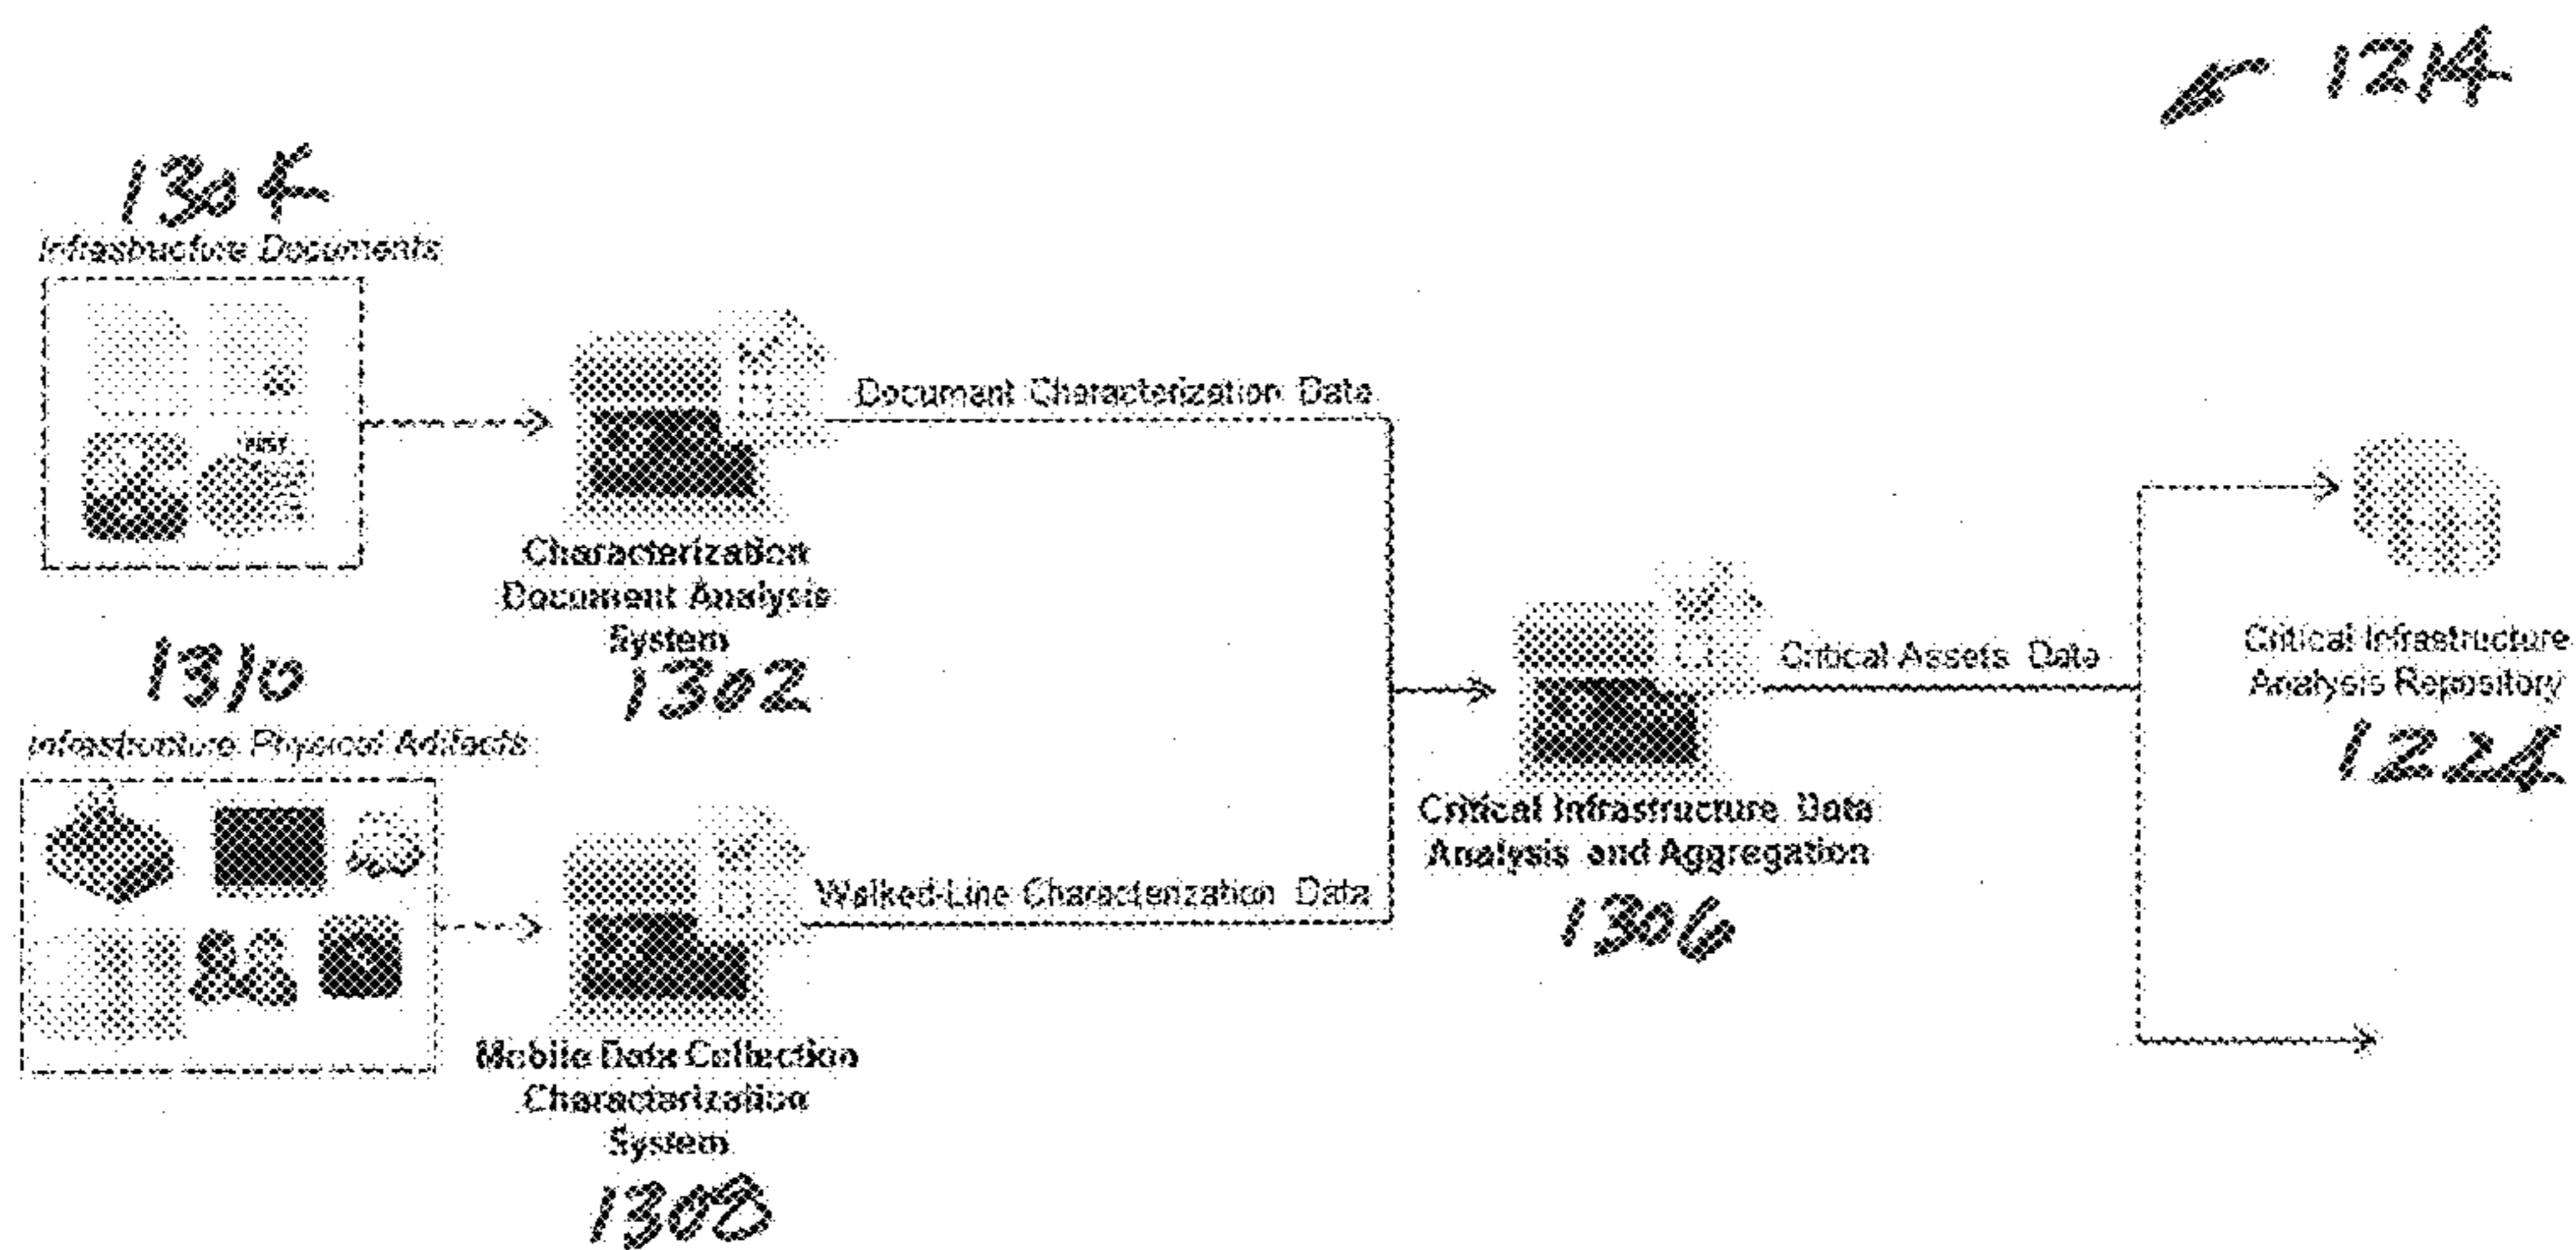 1214
1304
Infrastructure Documents
Document Characterization Data
Characterization
Document Analysis
System
1302
1310
Infrastructure Physical Artifacts
Critical Assets Data
Critical Infrastructure
Analysis Repository
1224
Critical Infrastructure Data
Analysis and Aggregation
1306
Walked-Line Characterization Data
Mobile Data Collection
Characterization
System
1308